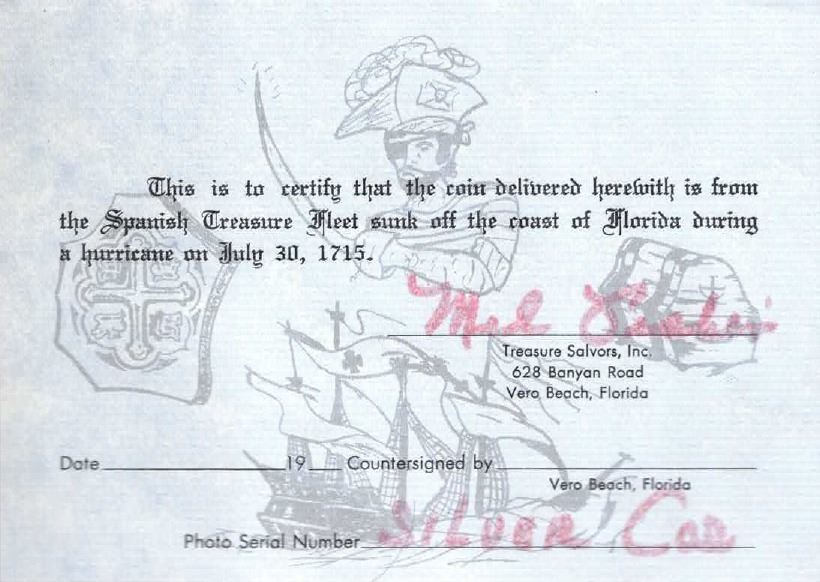 This is to certify that the coin delivered herewith is from
the Spanish Treasure Fleet sunk off the coast of Florida during
a hurricane on July 30, 1715.
Mel
Treasure Salvors, Inc.
628 Banyan Road
Vero Beach, Florida
Date 19 Countersigned by
Vero Beach, Florida
Photo Serial Number Silver